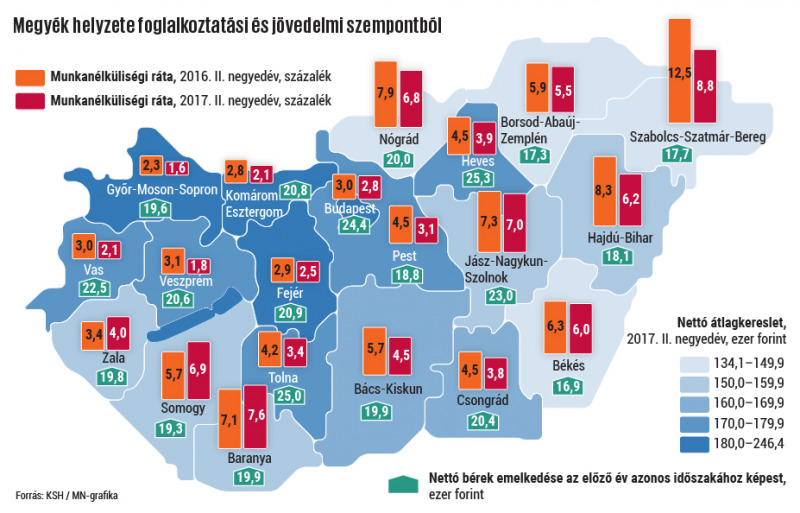 Megyék helyzete foglalkoztatási és jövedelmi szempontból
Munkanélküliségi ráta, 2016. II. negyedév, százalék
Munkanélküliségi ráta, 2017. II. negyedév, százalék
7,9 6,8
Nógrád
20,0
5,9 5,5
Borsod-Abaúj-
Zemplén
17,3
12,5 8,8
Szabolcs-Szatmár-Bereg
17,7
4,5 3,9
Heves
25,3
2,3 1,6
Győr-Moson-Sopron
19,6
2,8 2,1
Komárom
Esztergom
20,8
3,0 2,8
Budapest
24,4
4,5 3,1
Pest
18,8
7,3 7,0
Jász-Nagykun-
Szolnok
23,0
8,3 6,2
Hajdú-Bihar
18,1
3,0 2,1
Vas
22,5
3,1 1,8
Veszprém
20,6
2,9 2,5
Fejér
20,9
3,4 4,0
Zala
19,8
5,7 6,9
Somogy
19,3
4,2 3,4
Tolna
25,0
7,1 7,6
Baranya
19,9
5,7 4,5
Bács-Kiskun
19,9
4,5 3,8
Csongrád
20,4
6,3 6,0
Békés
16,9
Nettó átlagkereslet,
2017. II. negyedév, ezer forint
134,1–149,9
150,0–159,9
160,0–169,9
170,0–179,9
180,0–246,4
Nettó bérek emelkedése az előző év azonos időszakához képest,
ezer forint
Forrás: KSH / MN-grafika